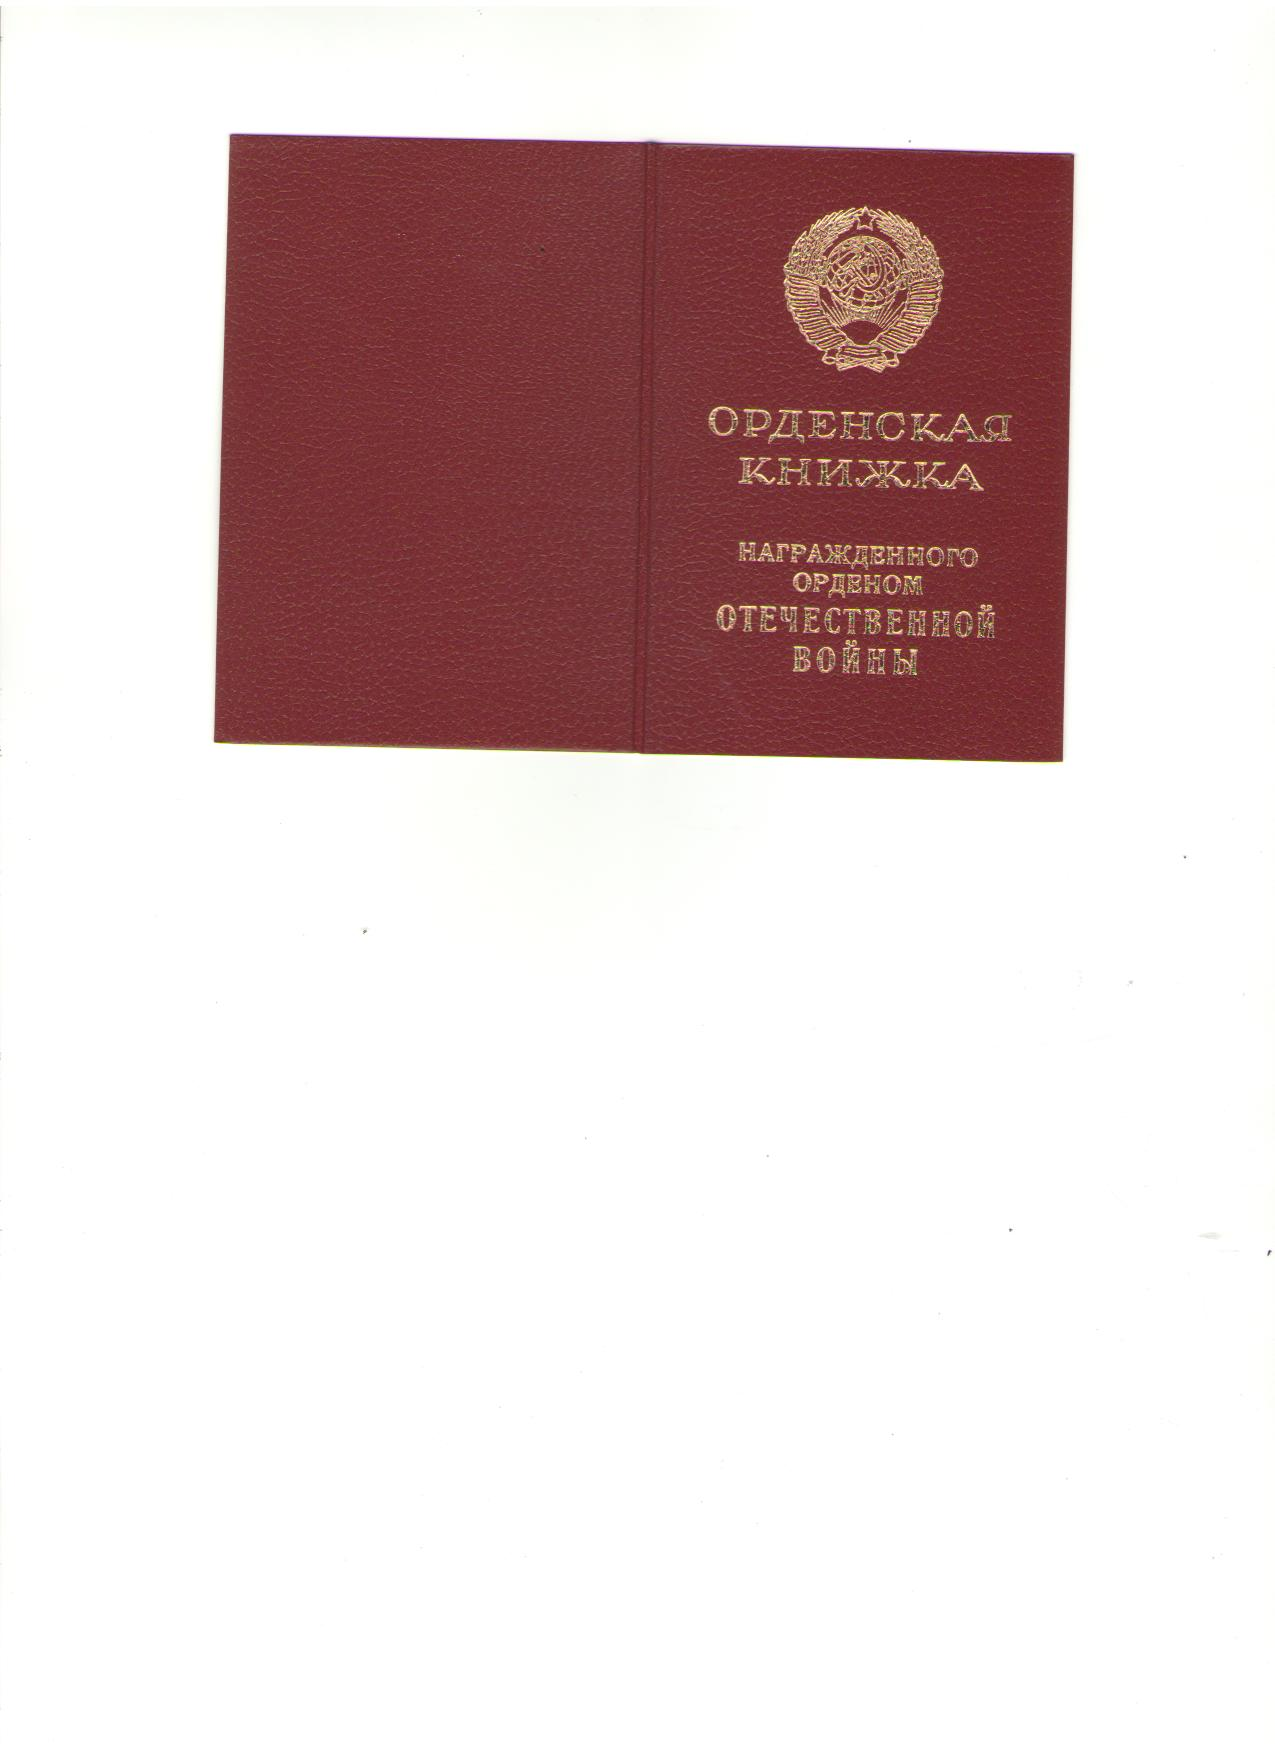 ОРДЕНСКАЯ
КНИЖКА
НАГРАЖДЕННОГО
ОРДЕНОМ
ОТЕЧЕСТВЕННОЙ
ВОЙНЫ